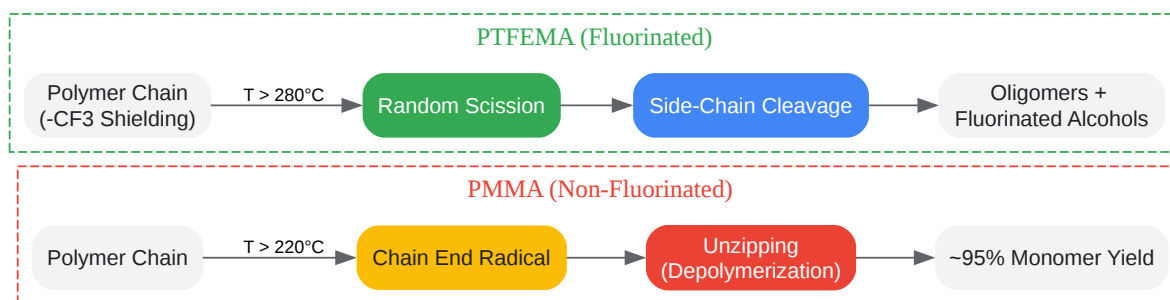 PTFEMA (Fluorinated)
Polymer Chain
(-CF3 Shielding)
T > 280°C
Random Scission
Side-Chain Cleavage
Oligomers +
Fluorinated Alcohols
PMMA (Non-Fluorinated)
Polymer Chain
T > 220°C
Chain End Radical
Unzipping
(Depolymerization)
~95% Monomer Yield